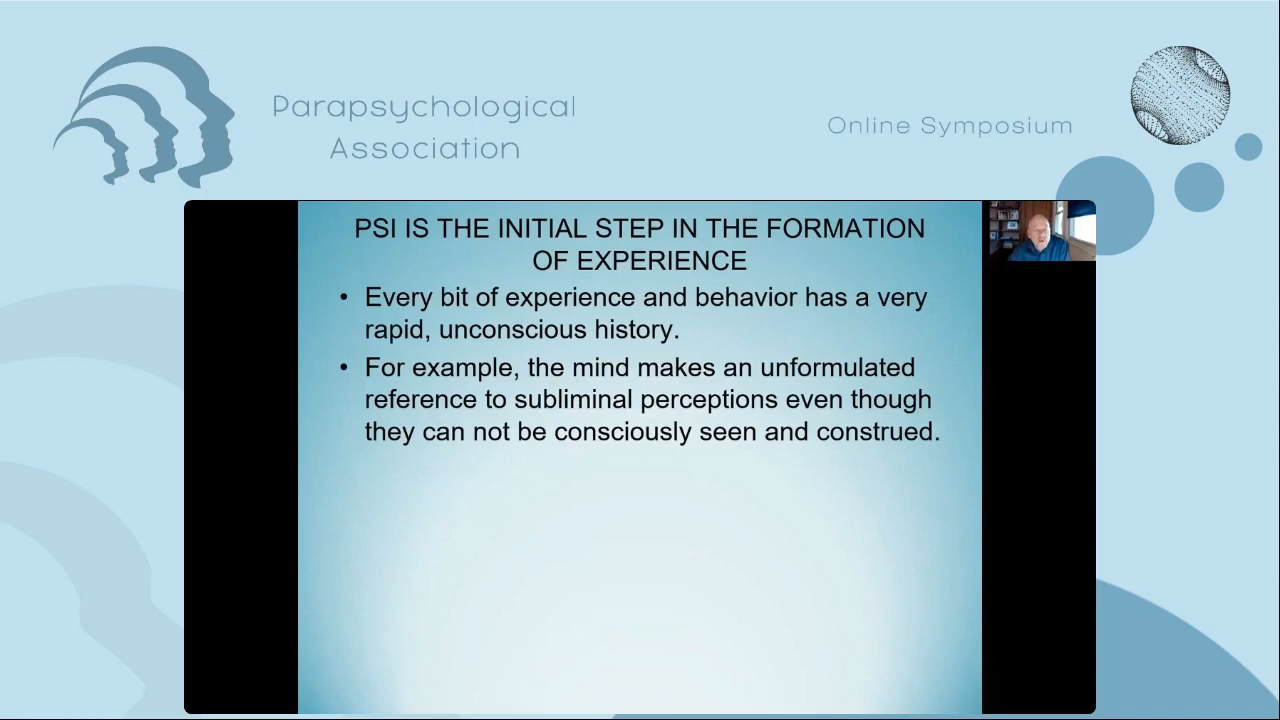 Parapsychological
Association
Online Symposium
PSI IS THE INITIAL STEP IN THE FORMATION
OF EXPERIENCE
• Every bit of experience and behavior has a very
rapid, unconscious history.
• For example, the mind makes an unformulated
reference to subliminal perceptions even though
they can not be consciously seen and construed.